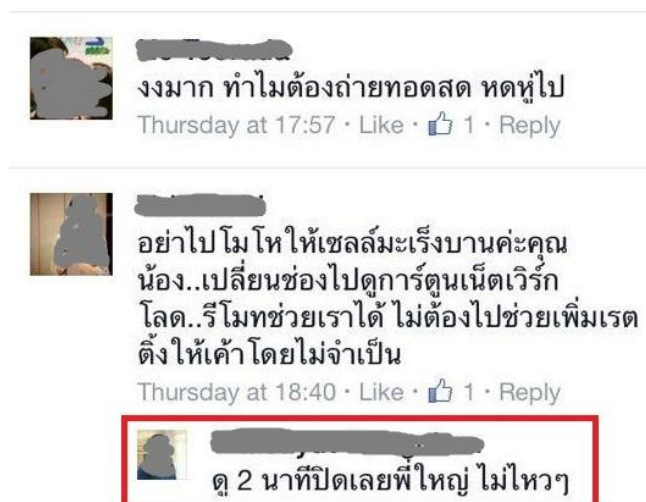 งงมาก ทำไมต้องถ่ายทอดสด หดหู่ไป
Thursday at 17:57 · Like · 1 · Reply
อย่าไปโมโหให้เซลล์มะเร็งบานค่ะคุณ
น้อง..เปลี่ยนช่องไปดูการ์ตูนเน็ตเวิร์ก
โลด..รีโมทช่วยเราได้ ไม่ต้องไปช่วยเพิ่มเรต
ติ้งให้เค้าโดยไม่จำเป็น
Thursday at 18:40 · Like · 1 · Reply
ดู 2 นาทีปิดเลยพี่ใหญ่ ไม่ไหวๆ